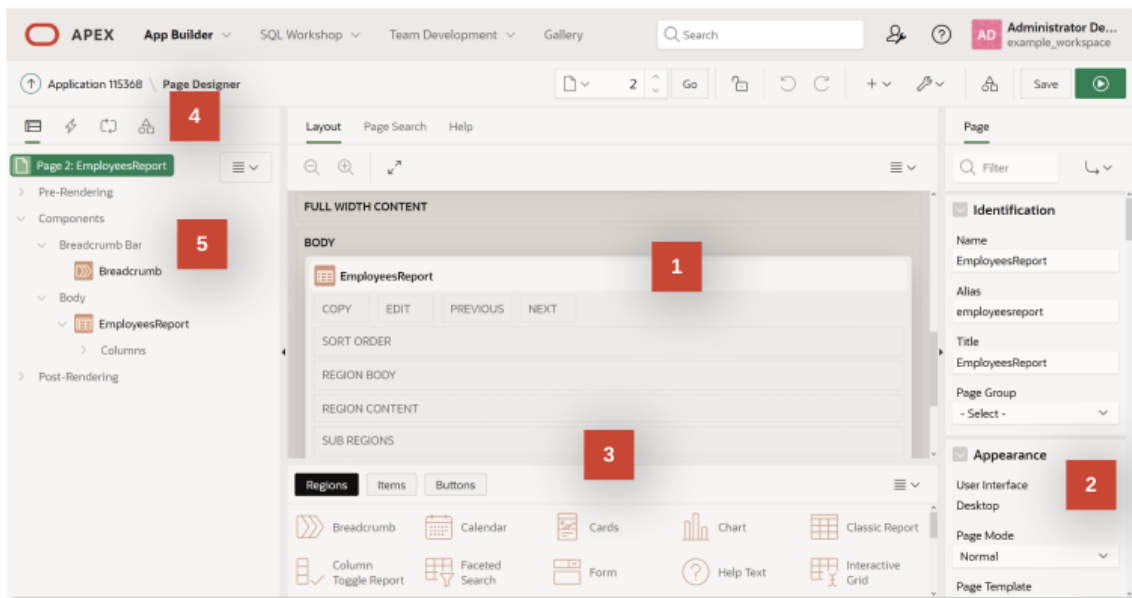 APEX App Builder SQL Workshop Team Development Gallery Search AD Administrator De...
example_workspace
Application 115368 \ Page Designer 2 Go Save
4
Layout Page Search Help
Page
Page 2: EmployeesReport
Filter
Pre-Rendering
Components
Breadcrumb Bar
5
Breadcrumb
Body
EmployeesReport
Columns
Post-Rendering
FULL WIDTH CONTENT
BODY
1
EmployeesReport
COPY EDIT PREVIOUS NEXT
SORT ORDER
REGION BODY
REGION CONTENT
SUB REGIONS
3
Regions Items Buttons
Breadcrumb Calendar Cards Chart Classic Report
Column
Toggle Report
Faceted
Search
Form
Help Text
Interactive
Grid
Identification
Name
EmployeesReport
Alias
employeesreport
Title
EmployeesReport
Page Group
- Select -
Appearance
2
User Interface
Desktop
Page Mode
Normal
Page Template